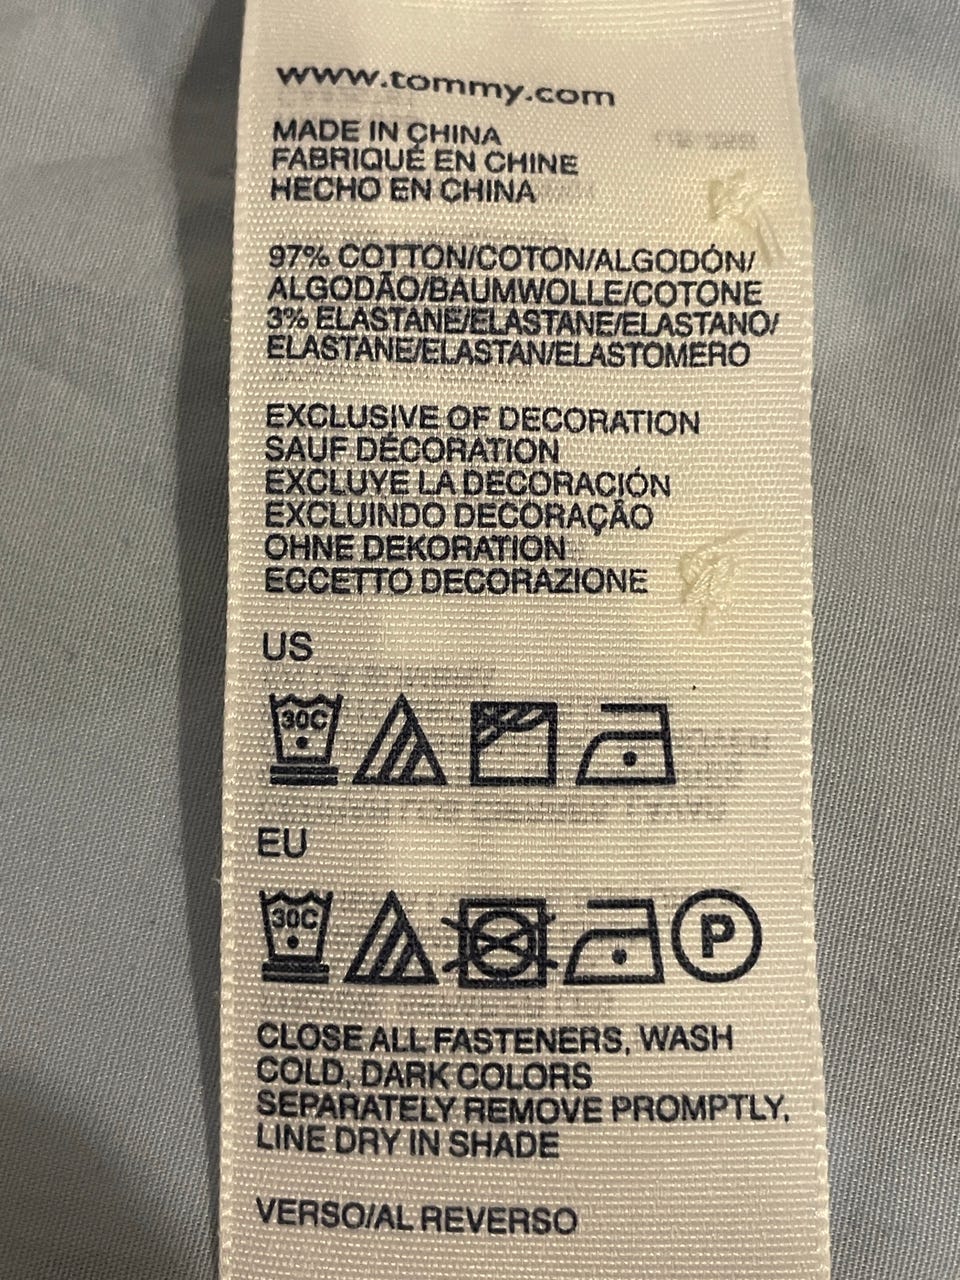 www.tommy.com
MADE IN CHINA
FABRIQUÉ EN CHINE
HECHO EN CHINA
97% COTTON/COTON/ALGODÓN/
ALGODÃO/BAUMWOLLE/COTONE
3% ELASTANE/ELASTANE/ELASTANO/
ELASTANE/ELASTAN/ELASTOMERO
EXCLUSIVE OF DECORATION
SAUF DÉCORATION
EXCLUYE LA DECORACIÓN
EXCLUINDO DECORAÇÃO
OHNE DEKORATION
ECCETTO DECORAZIONE
US
30C
EU
30C P
CLOSE ALL FASTENERS, WASH
COLD, DARK COLORS
SEPARATELY REMOVE PROMPTLY,
LINE DRY IN SHADE
VERSO/AL REVERSO